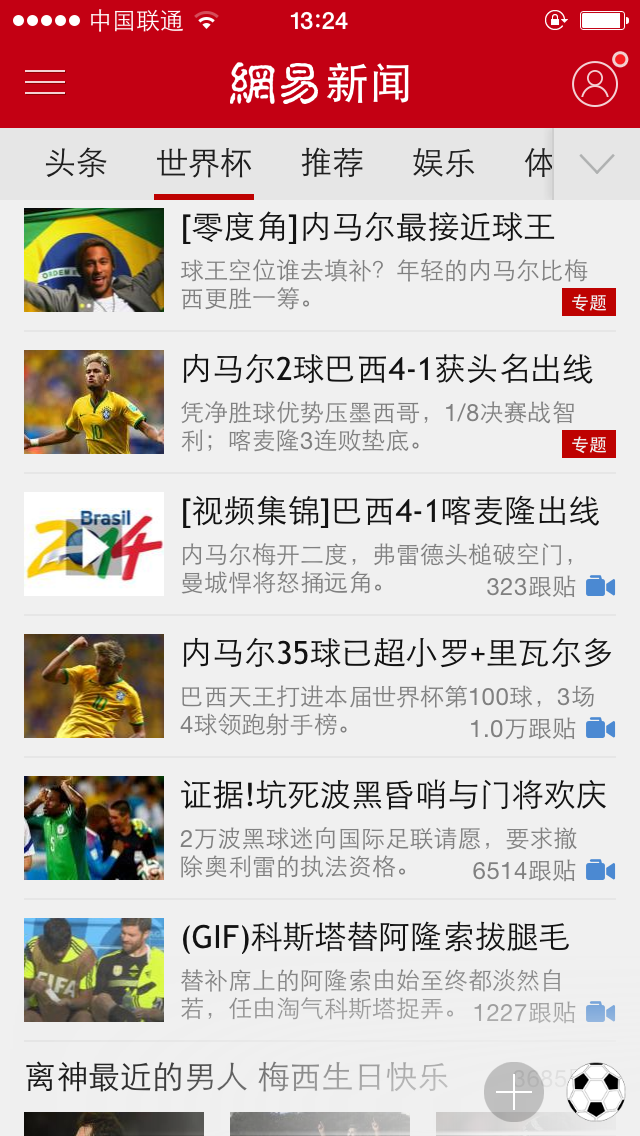 中国联通 13:24
網易新闻
头条 世界杯 推荐 娱乐 体
[零度角]内马尔最接近球王
球王空位谁去填补？年轻的内马尔比梅
西更胜一筹。
专题
内马尔2球巴西4-1获头名出线
凭净胜球优势压墨西哥，1/8决赛战智
利；喀麦隆3连败垫底。
专题
Brasil
2014
[视频集锦]巴西4-1喀麦隆出线
内马尔梅开二度，弗雷德头槌破空门，
曼城悍将怒捅远角。
323跟贴
内马尔35球已超小罗+里瓦尔多
巴西天王打进本届世界杯第100球，3场
4球领跑射手榜。
1.0万跟贴
证据!坑死波黑昏哨与门将欢庆
2万波黑球迷向国际足联请愿，要求撤
除奥利雷的执法资格。
6514跟贴
FIFA
(GIF)科斯塔替阿隆索拔腿毛
替补席上的阿隆索由始至终都淡然自
若，任由淘气科斯塔捉弄。
1227跟贴
离神最近的男人 梅西生日快乐